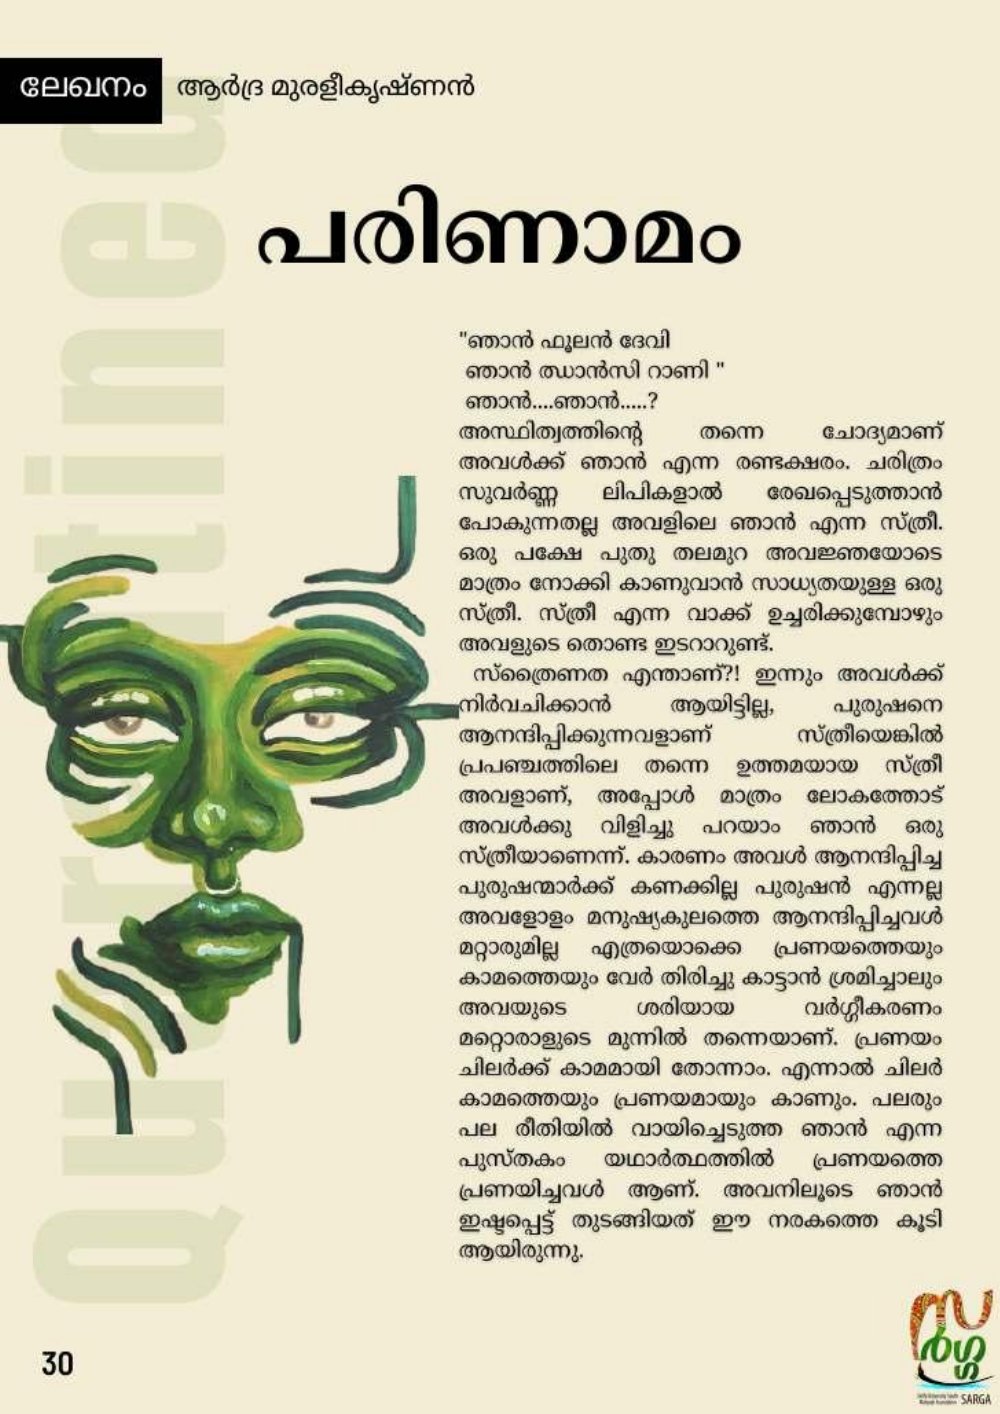 ലേഖനം
ആർദ്ര മുരളീകൃഷ്ണൻ
പരിണാമം
"ഞാൻ ഫൂലൻ ദേവി
ഞാൻ ഝാൻസി റാണി "
ഞാൻ....ഞാൻ.....?
അസ്ഥിത്വത്തിന്റെ തന്നെ ചോദ്യമാണ്
അവൾക്ക് ഞാൻ എന്ന രണ്ടക്ഷരം. ചരിത്രം
സുവർണ്ണ ലിപികളാൽ രേഖപ്പെടുത്താൻ
പോകുന്നതല്ല അവളിലെ ഞാൻ എന്ന സ്ത്രീ.
ഒരു പക്ഷേ പുതു തലമുറ അവജ്ഞയോടെ
മാത്രം നോക്കി കാണുവാൻ സാധ്യതയുള്ള ഒരു
സ്ത്രീ. സ്ത്രീ എന്ന വാക്ക് ഉച്ചരിക്കുമ്പോഴും
അവളുടെ തൊണ്ട ഇടറാറുണ്ട്.
സ്ത്രൈണത എന്താണ്?! ഇന്നും അവൾക്ക്
നിർവചിക്കാൻ ആയിട്ടില്ല, പുരുഷനെ
ആനന്ദിപ്പിക്കുന്നവളാണ് സ്ത്രീയെങ്കിൽ
പ്രപഞ്ചത്തിലെ തന്നെ ഉത്തമയായ സ്ത്രീ
അവളാണ്, അപ്പോൾ മാത്രം ലോകത്തോട്
അവൾക്കു വിളിച്ചു പറയാം ഞാൻ ഒരു
സ്ത്രീയാണെന്ന്. കാരണം അവൾ ആനന്ദിപ്പിച്ച
പുരുഷന്മാർക്ക് കണക്കില്ല പുരുഷൻ എന്നല്ല
അവളോളം മനുഷ്യകുലത്തെ ആനന്ദിപ്പിച്ചവൾ
മറ്റാരുമില്ല എത്രയൊക്കെ പ്രണയത്തെയും
കാമത്തെയും വേർ തിരിച്ചു കാട്ടാൻ ശ്രമിച്ചാലും
അവയുടെ ശരിയായ വർഗ്ഗീകരണം
മറ്റൊരാളുടെ മുന്നിൽ തന്നെയാണ്. പ്രണയം
ചിലർക്ക് കാമമായി തോന്നാം. എന്നാൽ ചിലർ
കാമത്തെയും പ്രണയമായും കാണും. പലരും
പല രീതിയിൽ വായിച്ചെടുത്ത ഞാൻ എന്ന
പുസ്തകം യഥാർത്ഥത്തിൽ പ്രണയത്തെ
പ്രണയിച്ചവൾ ആണ്. അവനിലൂടെ ഞാൻ
ഇഷ്ടപ്പെട്ട് തുടങ്ങിയത് ഈ നരകത്തെ കൂടി
ആയിരുന്നു.
30
സർഗ്ഗ
SARGA